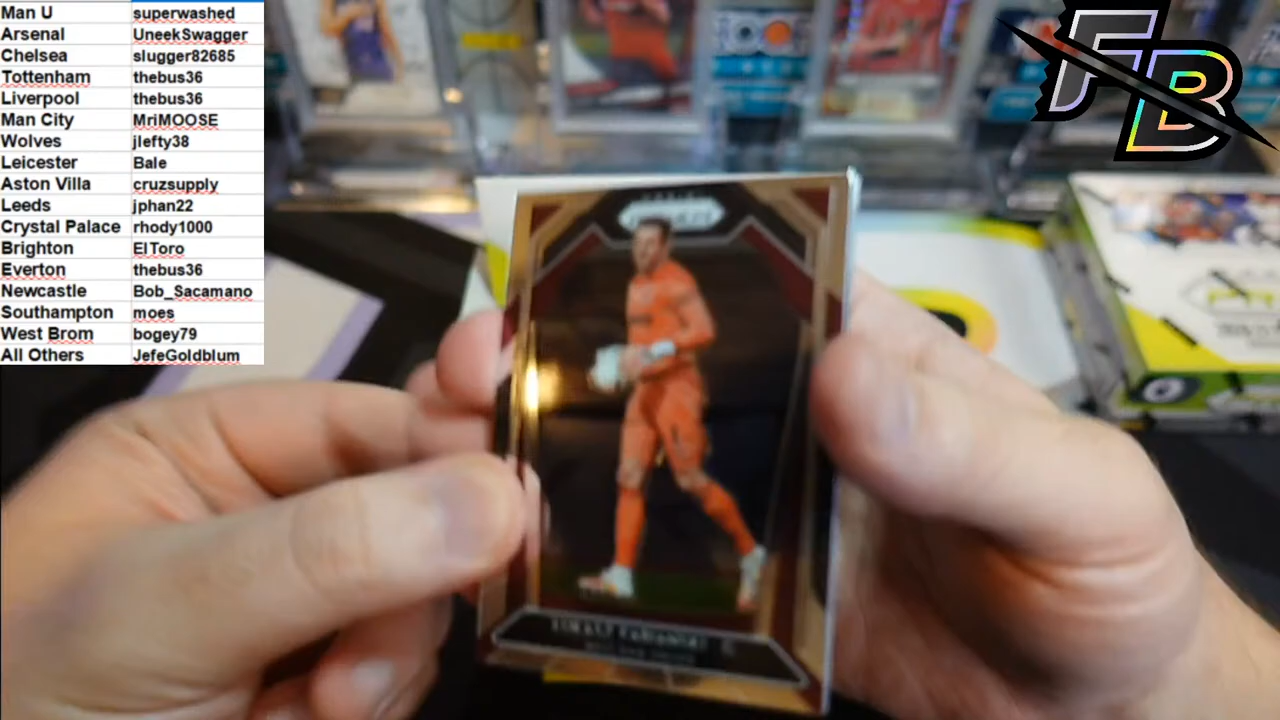 Man U superwashed
Arsenal UneekSwagger
Chelsea slugger82685
Tottenham thebus36
Liverpool thebus36
Man City MriMOOSE
Wolves jlefty38
Leicester Bale
Aston Villa cruzsupply
Leeds jphan22
Crystal Palace rhody1000
Brighton ElToro
Everton thebus36
Newcastle Bob_Sacamano
Southampton moes
West Brom bogey79
All Others JefeGoldblum
FB